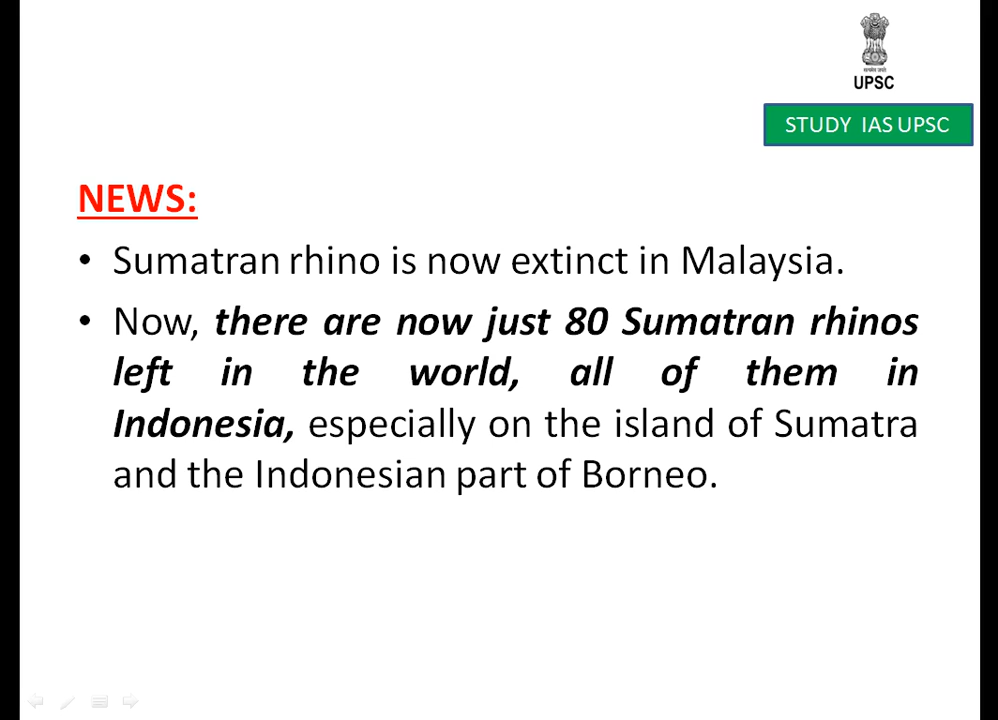 UPSC
STUDY IAS UPSC
NEWS:
• Sumatran rhino is now extinct in Malaysia.
• Now, there are now just 80 Sumatran rhinos
left in the world, all of them in
Indonesia, especially on the island of Sumatra
and the Indonesian part of Borneo.